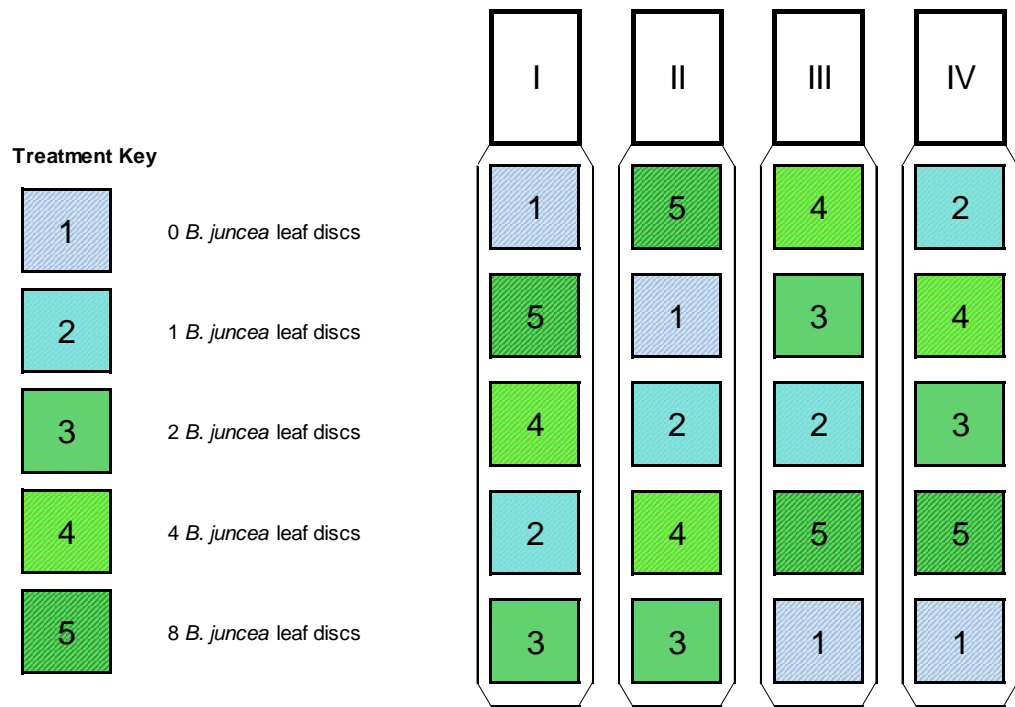 I II III IV
Treatment Key
1 0 B. juncea leaf discs
2 1 B. juncea leaf discs
3 2 B. juncea leaf discs
4 4 B. juncea leaf discs
5 8 B. juncea leaf discs
1 5 4 2
5 1 3 4
4 2 2 3
2 4 5 5
3 3 1 1